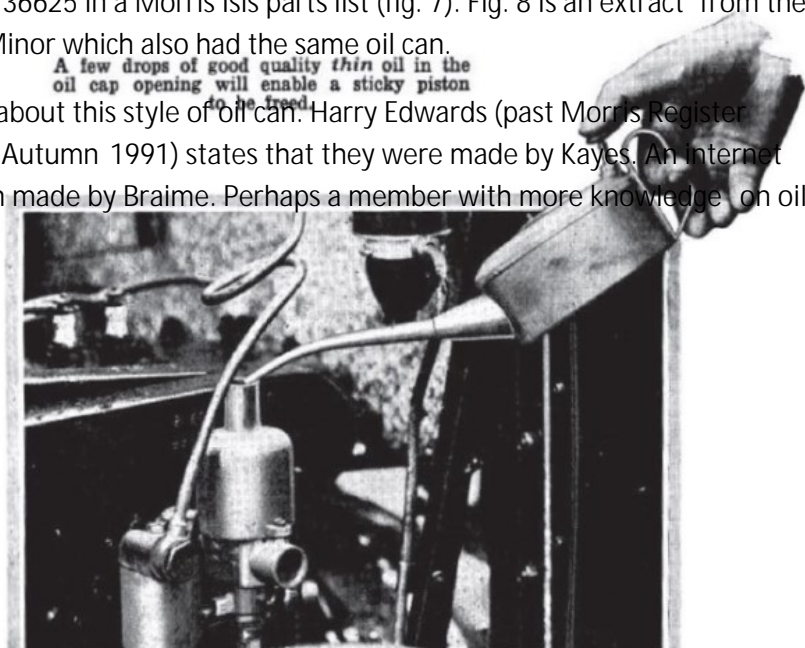 36625 in a Morris Isis parts list (fig. 7). Fig. 8 is an extract from the
Minor which also had the same oil can.
A few drops of good quality thin oil in the
oil cap opening will enable a sticky piston
to be freed.
about this style of oil can. Harry Edwards (past Morris Register
Autumn 1991) states that they were made by Kayes. An internet
made by Braime. Perhaps a member with more knowledge on oil